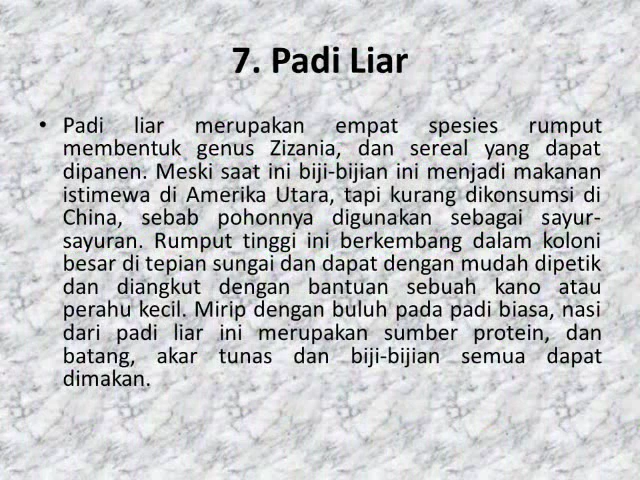 7. Padi Liar
• Padi liar merupakan empat spesies rumput
membentuk genus Zizania, dan sereal yang dapat
dipanen. Meski saat ini biji-bijian ini menjadi makanan
istimewa di Amerika Utara, tapi kurang dikonsumsi di
China, sebab pohonnya digunakan sebagai sayur-
sayuran. Rumput tinggi ini berkembang dalam koloni
besar di tepian sungai dan dapat dengan mudah dipetik
dan diangkut dengan bantuan sebuah kano atau
perahu kecil. Mirip dengan buluh pada padi biasa, nasi
dari padi liar ini merupakan sumber protein, dan
batang, akar tunas dan biji-bijian semua dapat
dimakan.